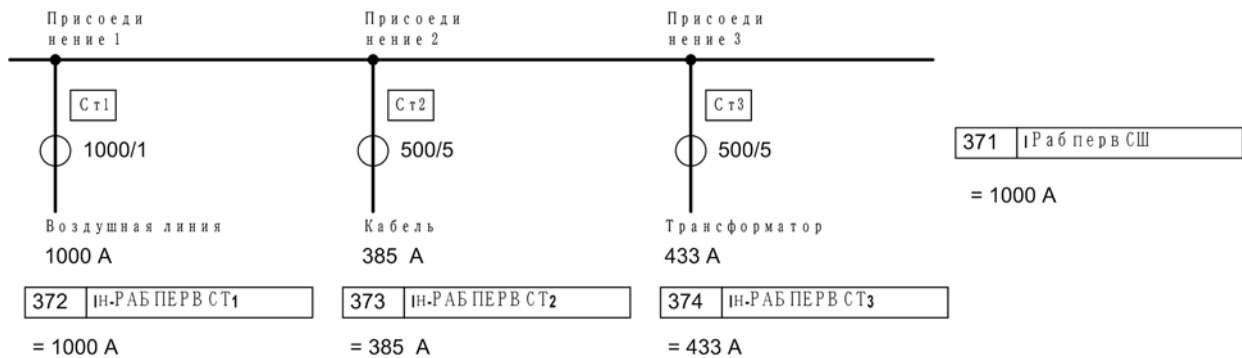 Присоеди
нение 1
Присоеди
нение 2
Присоеди
нение 3
Ст1
Ст2
Ст3
1000/1
500/5
500/5
371 IРаб перв СШ
= 1000 A
Воздушная линия
Кабель
Трансформатор
1000 A
385 A
433 A
372 IН-РАБ ПЕРВ СТ1
373 IН-РАБ ПЕРВ СТ2
374 IН-РАБ ПЕРВ СТ3
= 1000 A
= 385 A
= 433 A